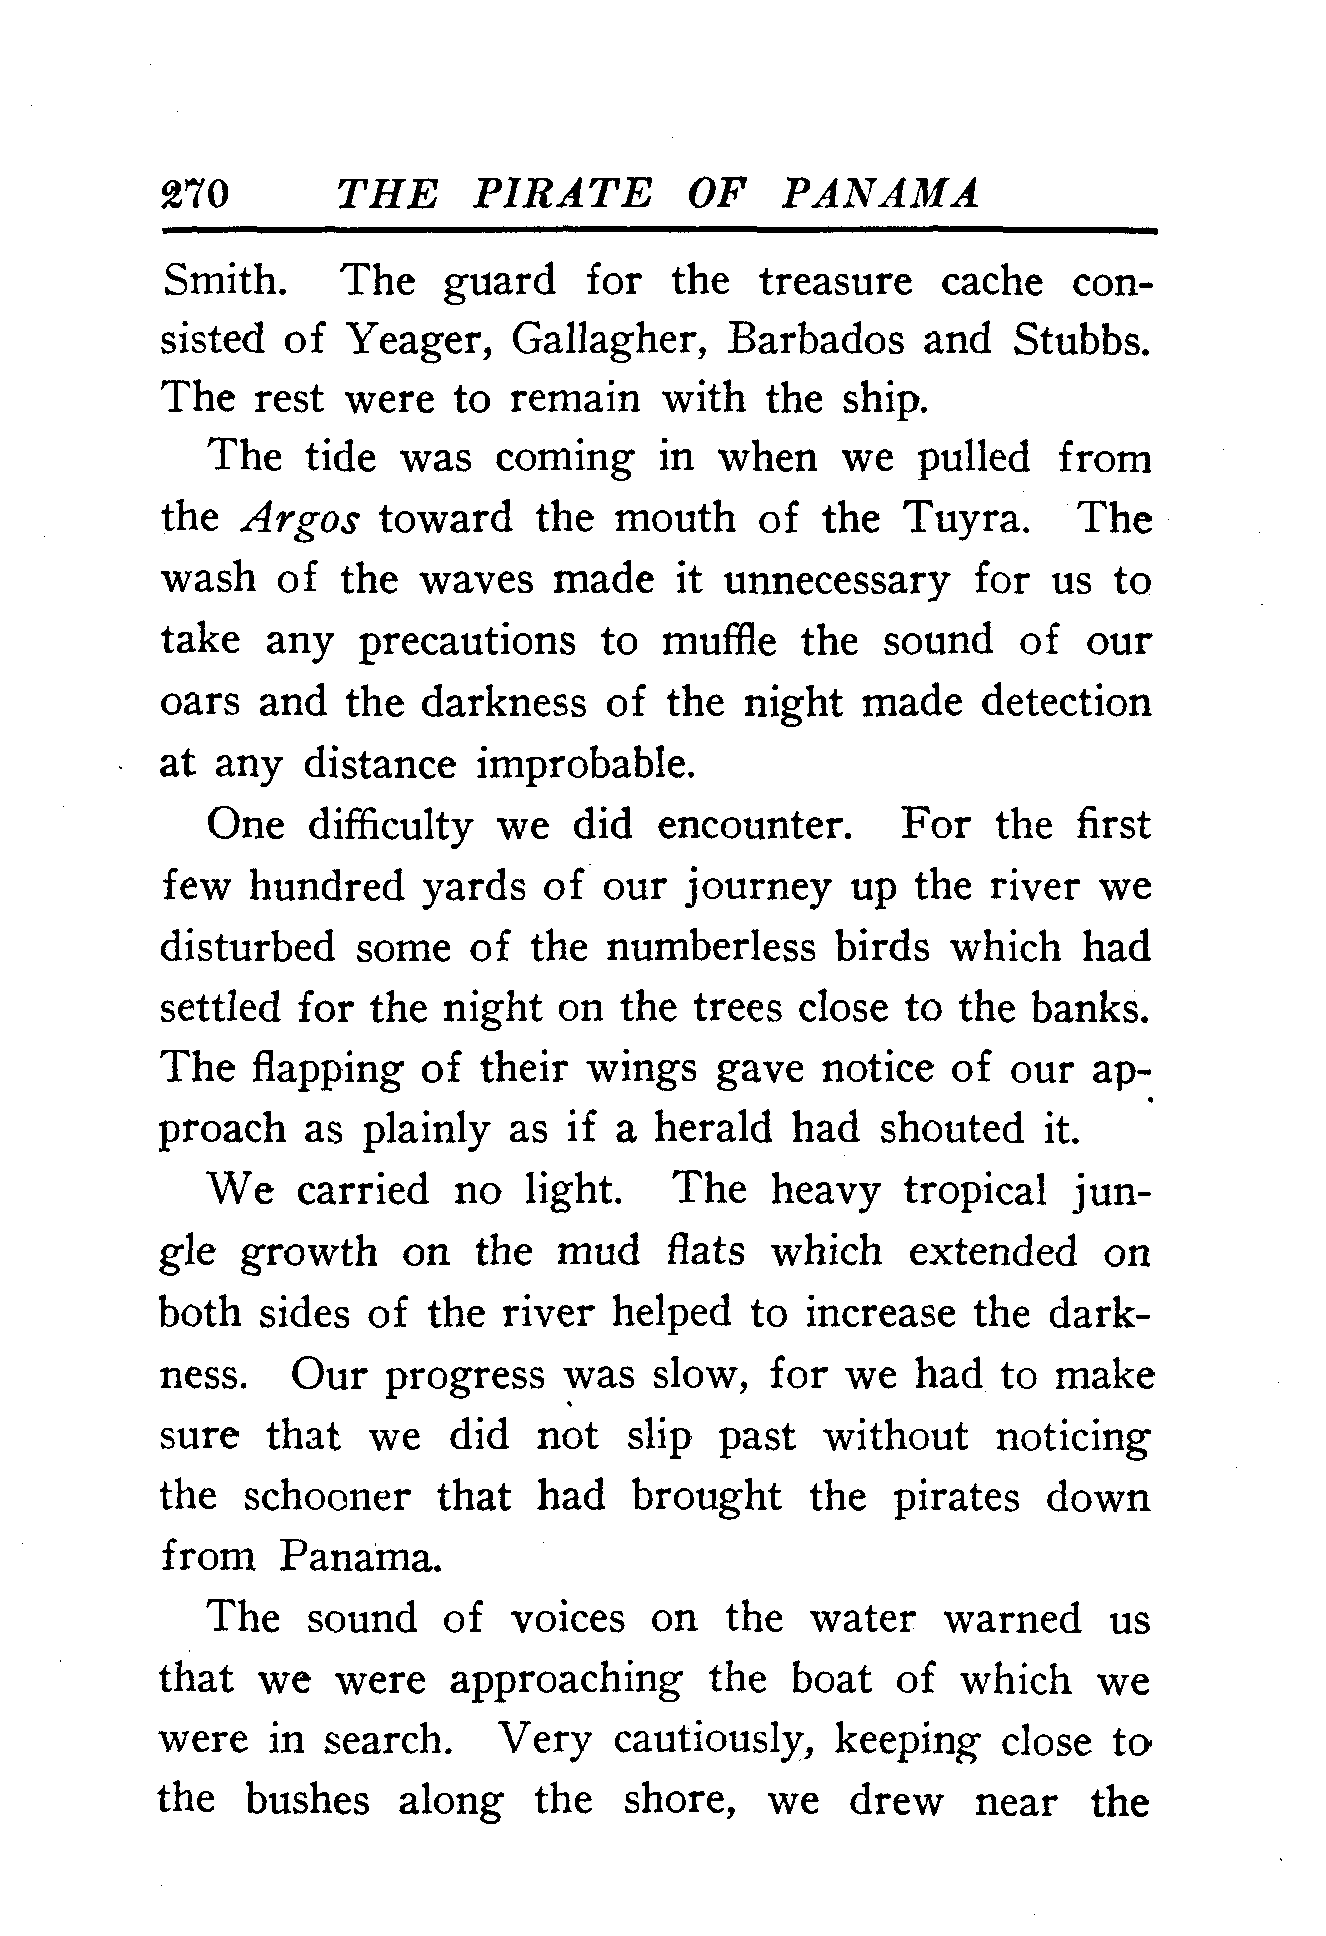 270 THE PIRATE OF PANAMA
Smith. The guard for the treasure cache con-
sisted of Yeager, Gallagher, Barbados and Stubbs.
The rest were to remain with the ship.
The tide was coming in when we pulled from
the Argos toward the mouth of the Tuyra. The
wash of the waves made it unnecessary for us to
take any precautions to muffle the sound of our
oars and the darkness of the night made detection
at any distance improbable.
One difficulty we did encounter. For the first
few hundred yards of our journey up the river we
disturbed some of the numberless birds which had
settled for the night on the trees close to the banks.
The flapping of their wings gave notice of our ap-
proach as plainly as if a herald had shouted it.
We carried no light. The heavy tropical jun-
gle growth on the mud flats which extended on
both sides of the river helped to increase the dark-
ness. Our progress was slow, for we had to make
sure that we did not slip past without noticing
the schooner that had brought the pirates down
from Panama.
The sound of voices on the water warned us
that we were approaching the boat of which we
were in search. Very cautiously, keeping close to
the bushes along the shore, we drew near the